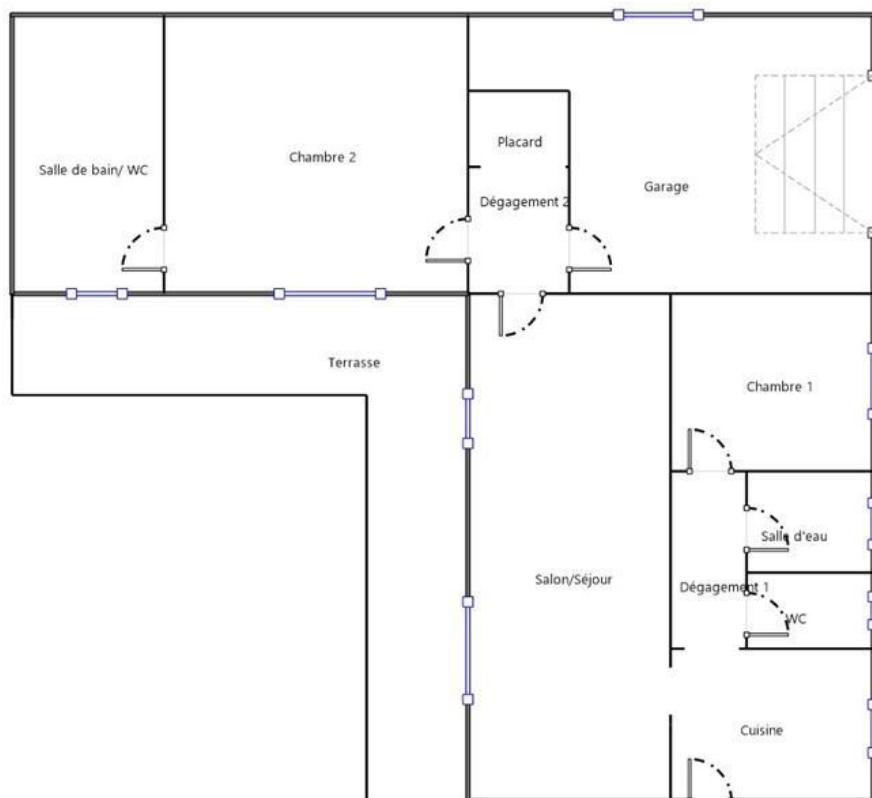 Placard
Chambre 2
Salle de bain/ WC
Garage
Dégagement 2
Terrasse
Chambre 1
Salle d'eau
Salon/Séjour
Dégagement 1
WC
Cuisine